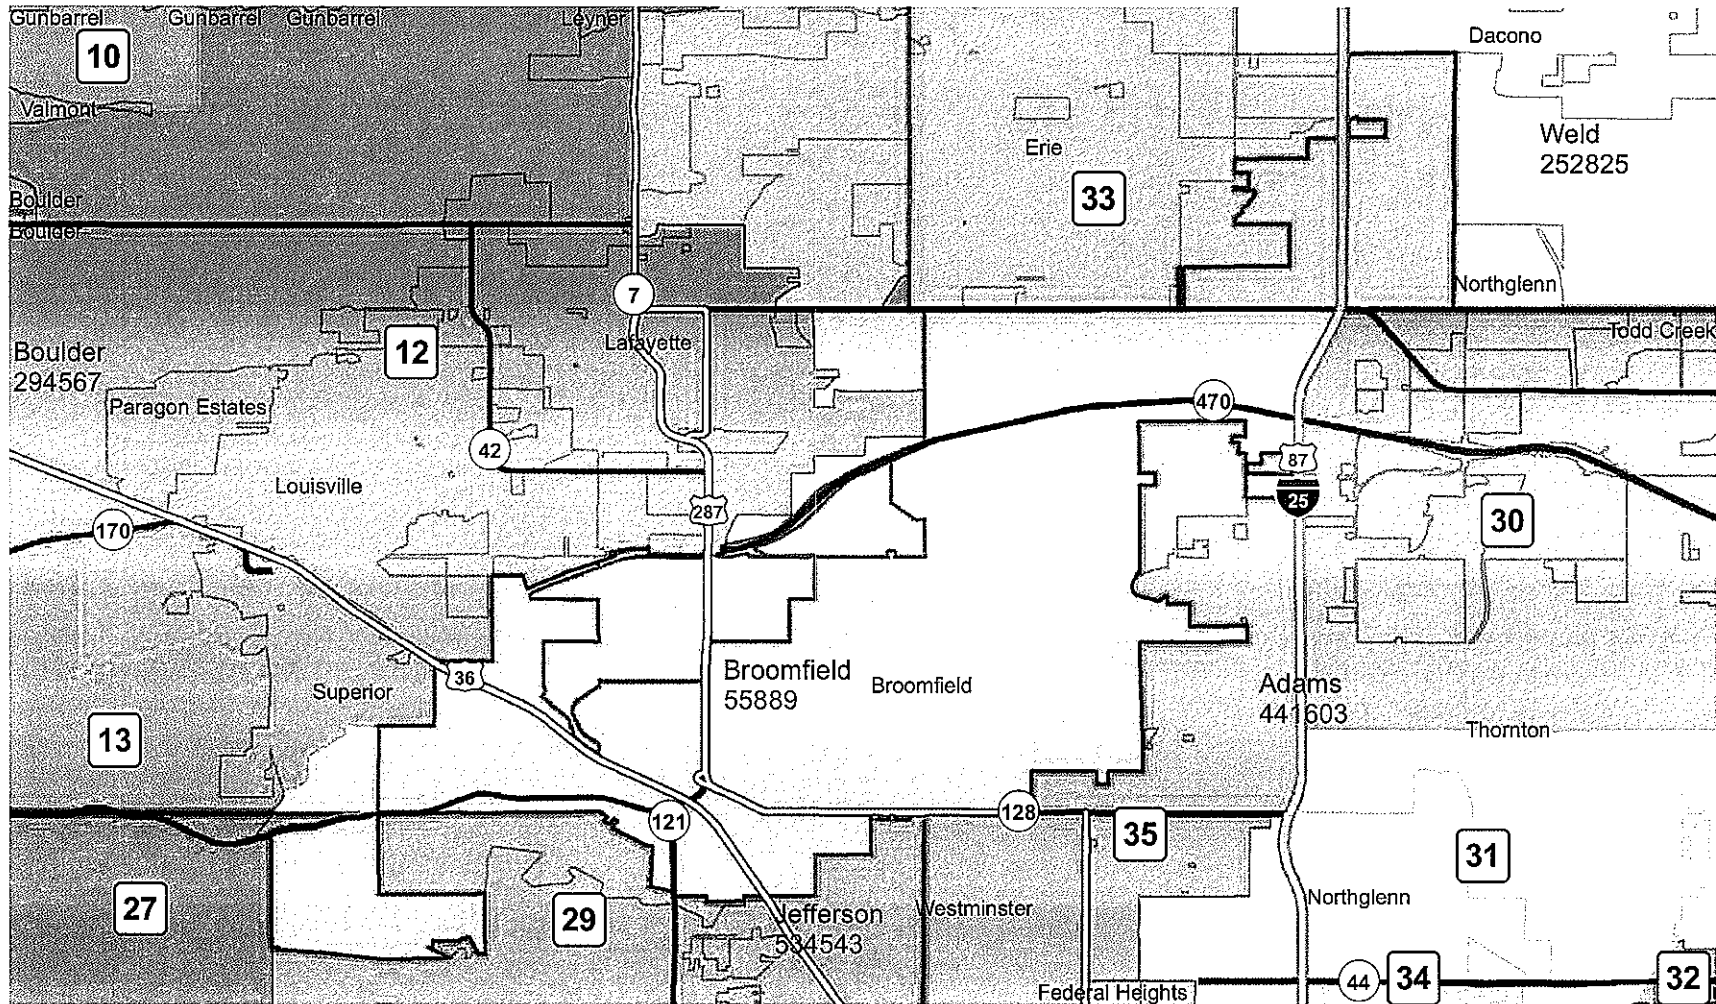 Gunbarrel
Gunbarrel
Gunbarrel
Leyner
10
Dacono
Valmont
Weld
252825
Erie
33
Boulder
Boulder
Northglenn
7
Todd Creek
12
Lafayette
Boulder
294567
Paragon Estates
470
42
87
Louisville
25
287
30
170
Broomfield
55889
Broomfield
36
Superior
Adams
441603
Thornton
13
128
121
35
31
27
29
Jefferson
534543
Westminster
Northglenn
44
34
32
Federal Heights